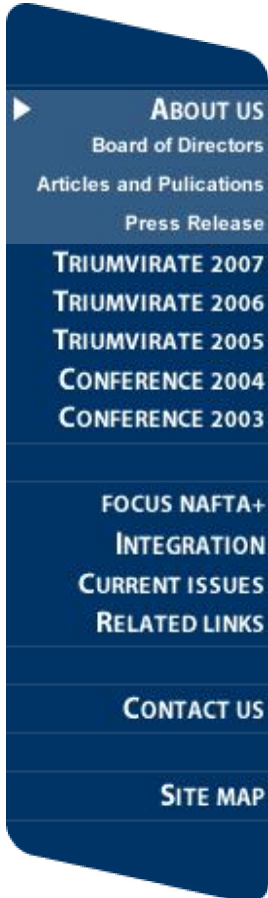 ABOUT US
Board of Directors
Articles and Pulications
Press Release
TRIUMVIRATE 2007
TRIUMVIRATE 2006
TRIUMVIRATE 2005
CONFERENCE 2004
CONFERENCE 2003
FOCUS NAFTA+
INTEGRATION
CURRENT ISSUES
RELATED LINKS
CONTACT US
SITE MAP